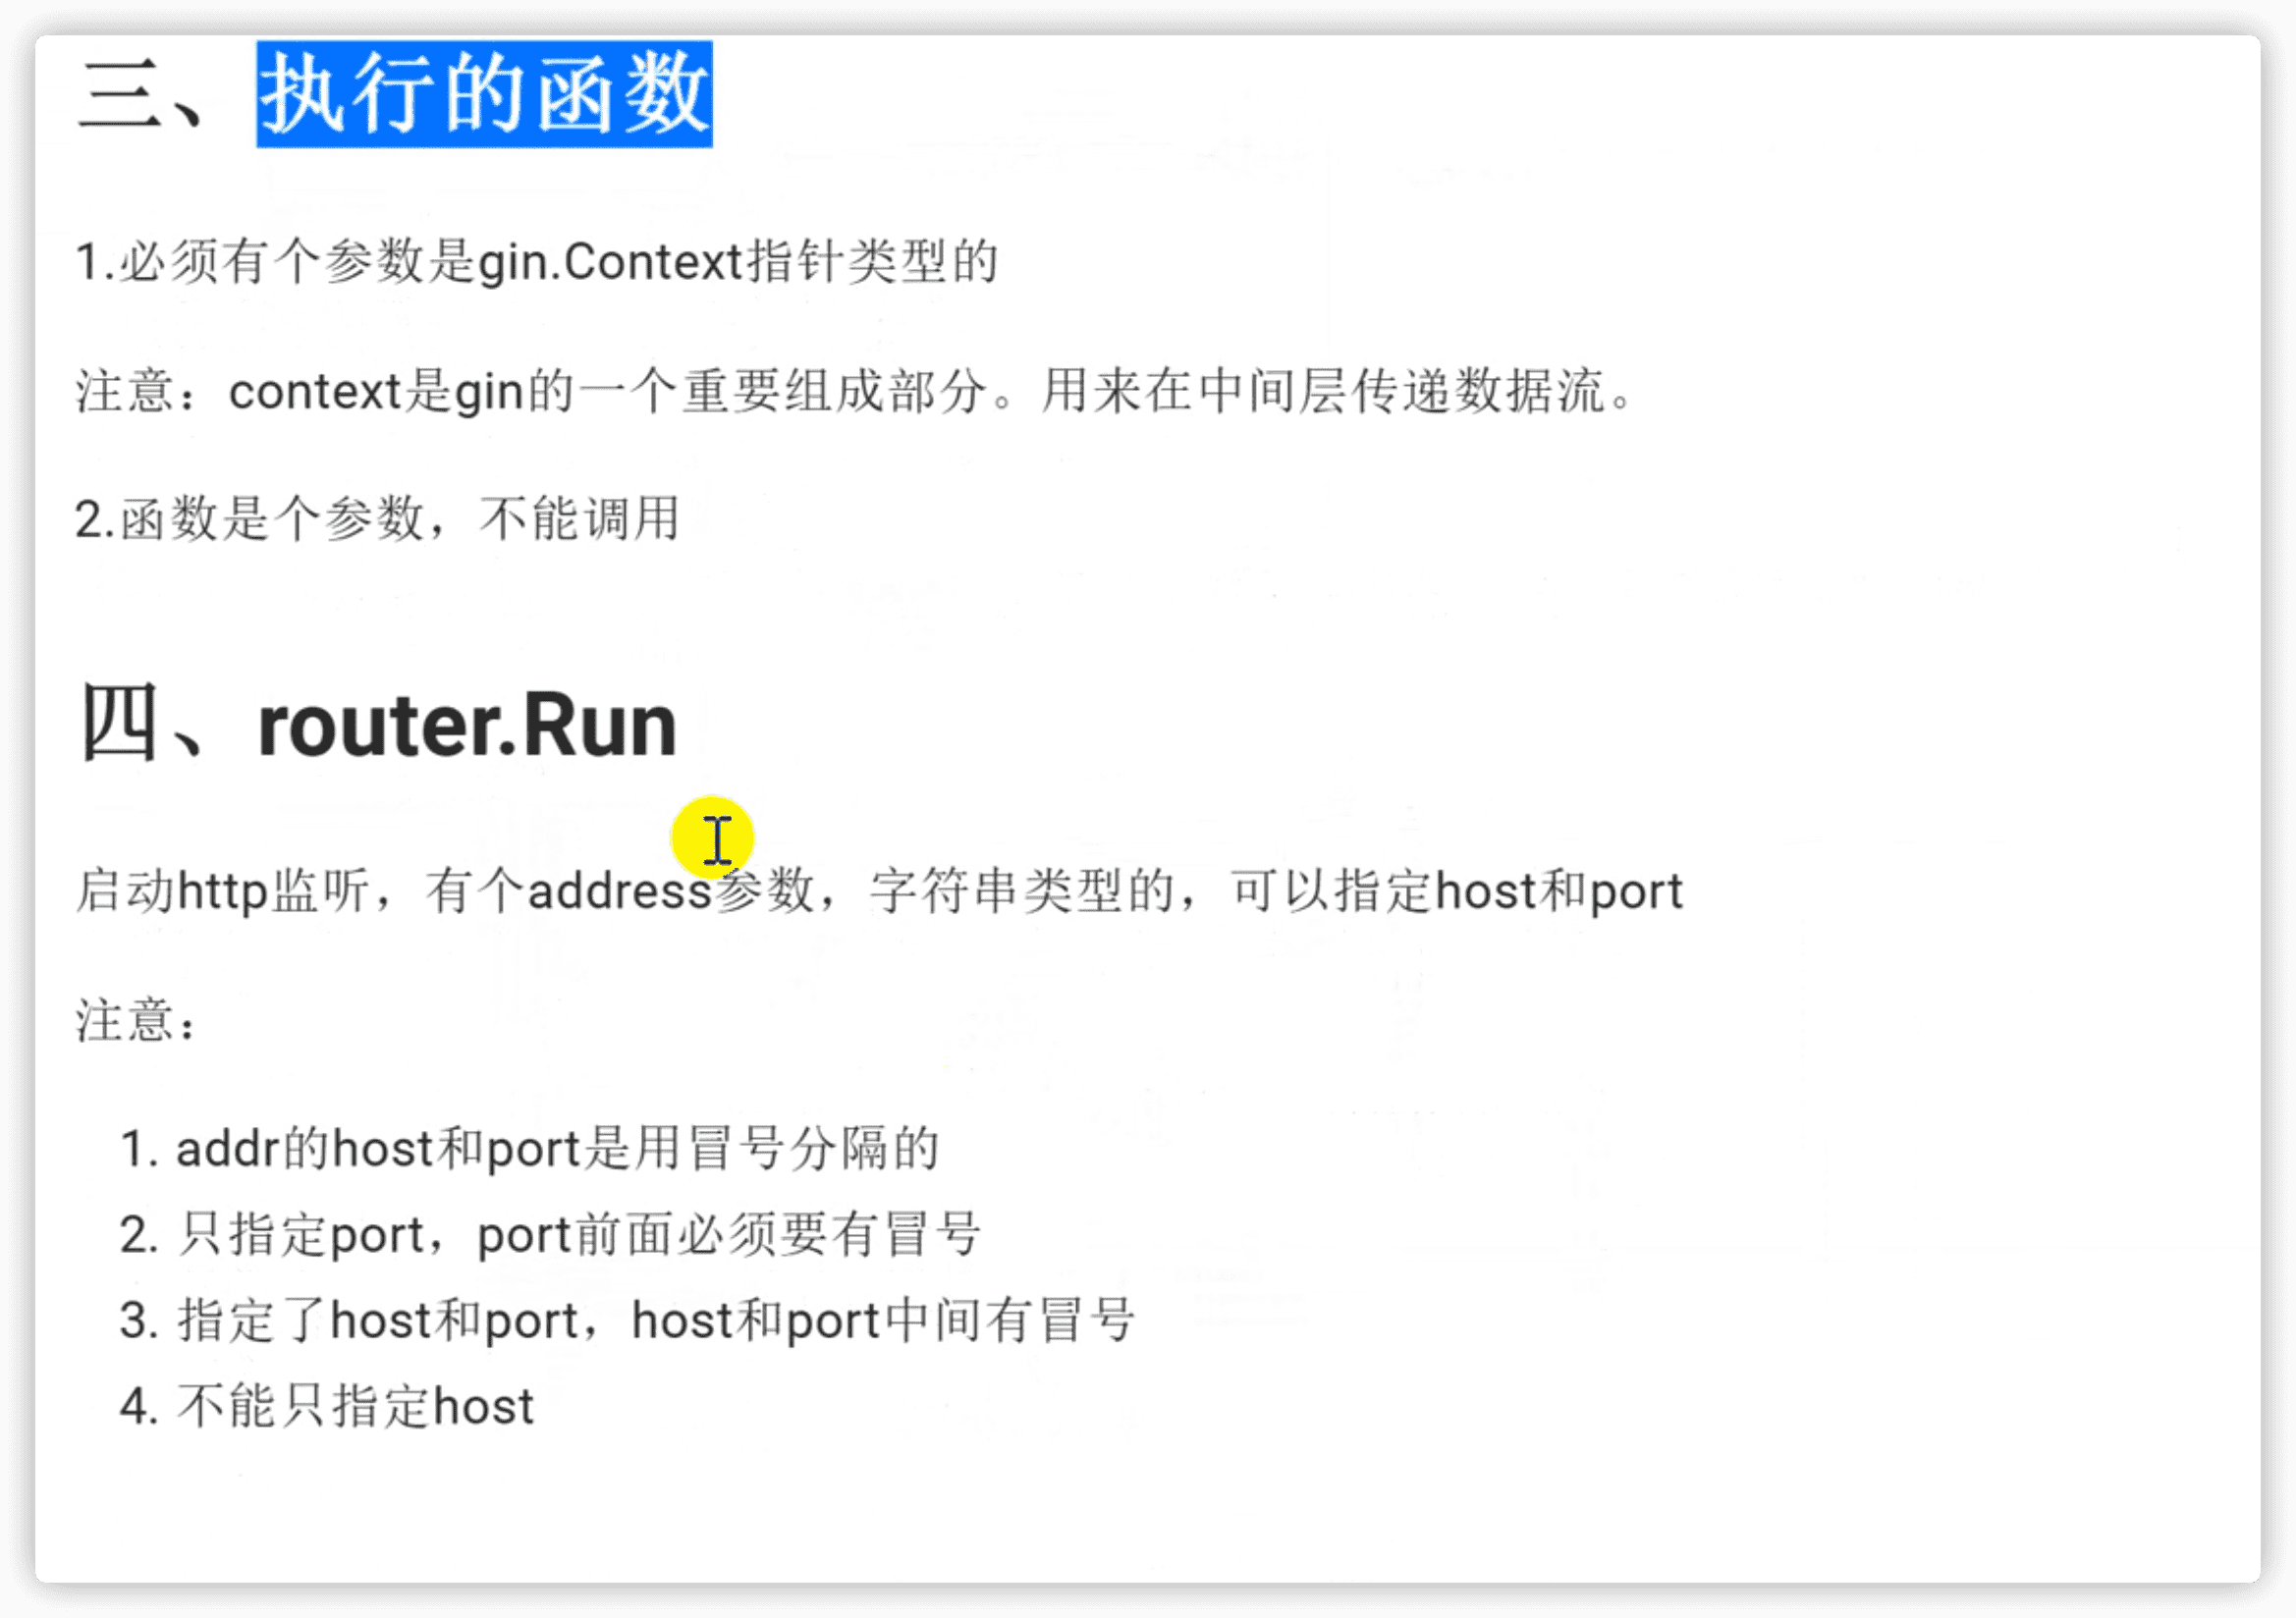 三、执行的函数
1.必须有个参数是gin.Context指针类型的
注意：context是gin的一个重要组成部分。用来在中间层传递数据流。
2.函数是个参数，不能调用
四、router.Run
启动http监听，有个address参数，字符串类型的，可以指定host和port
注意：
1. addr的host和port是用冒号分隔的
2. 只指定port，port前面必须要有冒号
3. 指定了host和port，host和port中间有冒号
4. 不能只指定host